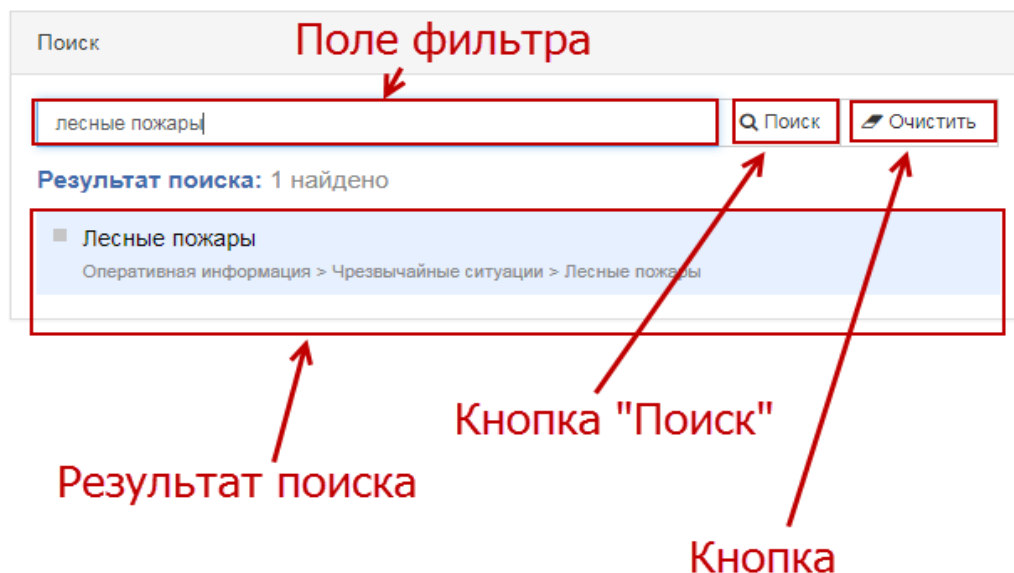 Поиск
Поле фильтра
лесные пожары
Поиск
Очистить
Результат поиска: 1 найдено
Лесные пожары
Оперативная информация > Чрезвычайные ситуации > Лесные пожары
Кнопка "Поиск"
Результат поиска
Кнопка